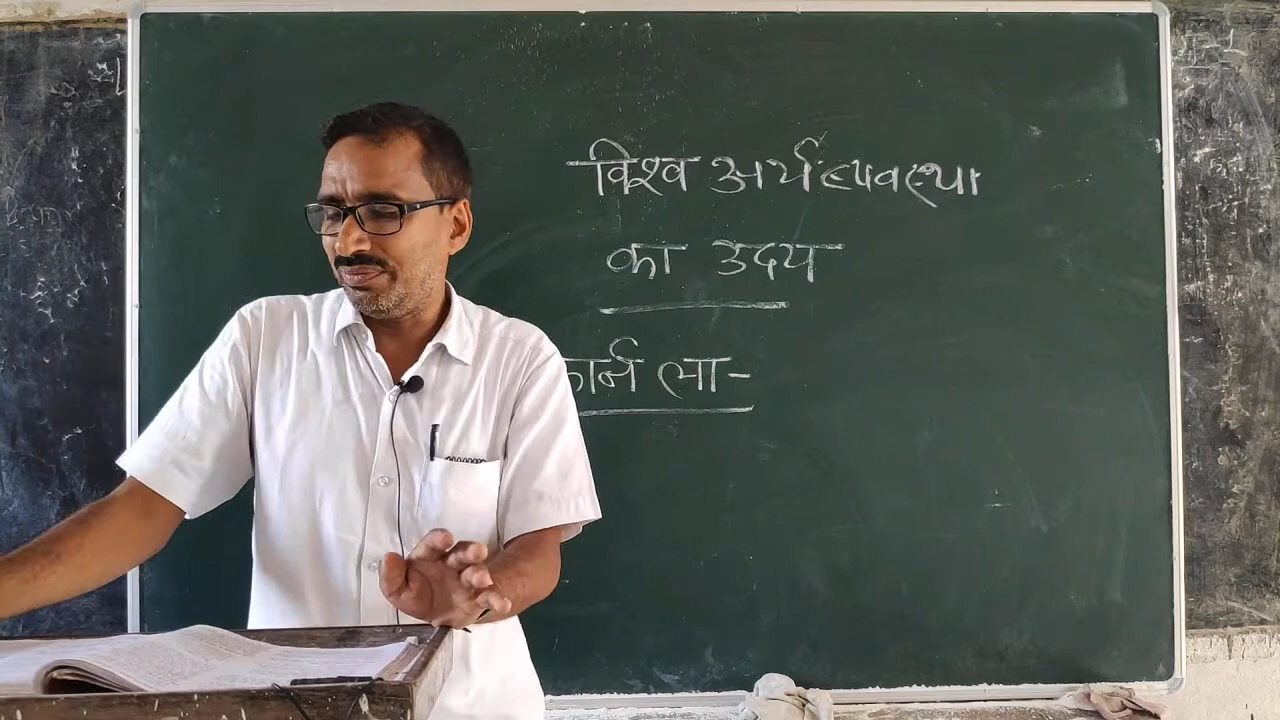 विश्व अर्थव्यवस्था
का उदय
कार्न ला-